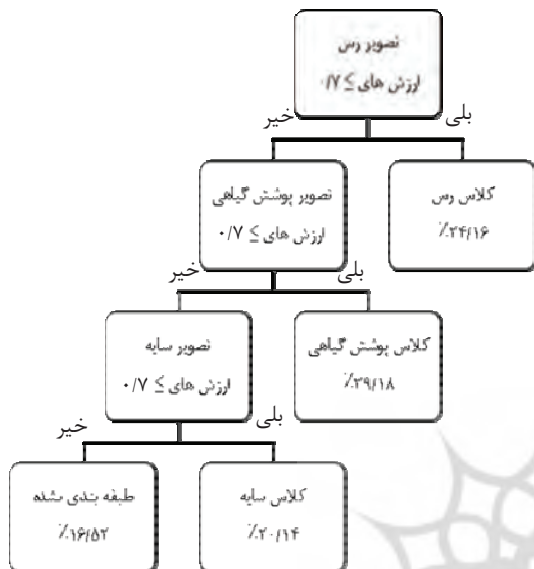 تصویر رس
ارزش های ≥ ۰/۷
خیر
بلی
تصویر پوشش گیاهی
ارزش های ≥ ۰/۷
کلاس رس
٪۲۴/۱۶
خیر
بلی
تصویر سایه
ارزش های ≥ ۰/۷
کلاس پوشش گیاهی
٪۳۹/۱۸
خیر
بلی
طبقه بندی نشده
٪۱۶/۵۲
کلاس سایه
٪۲۰/۱۴